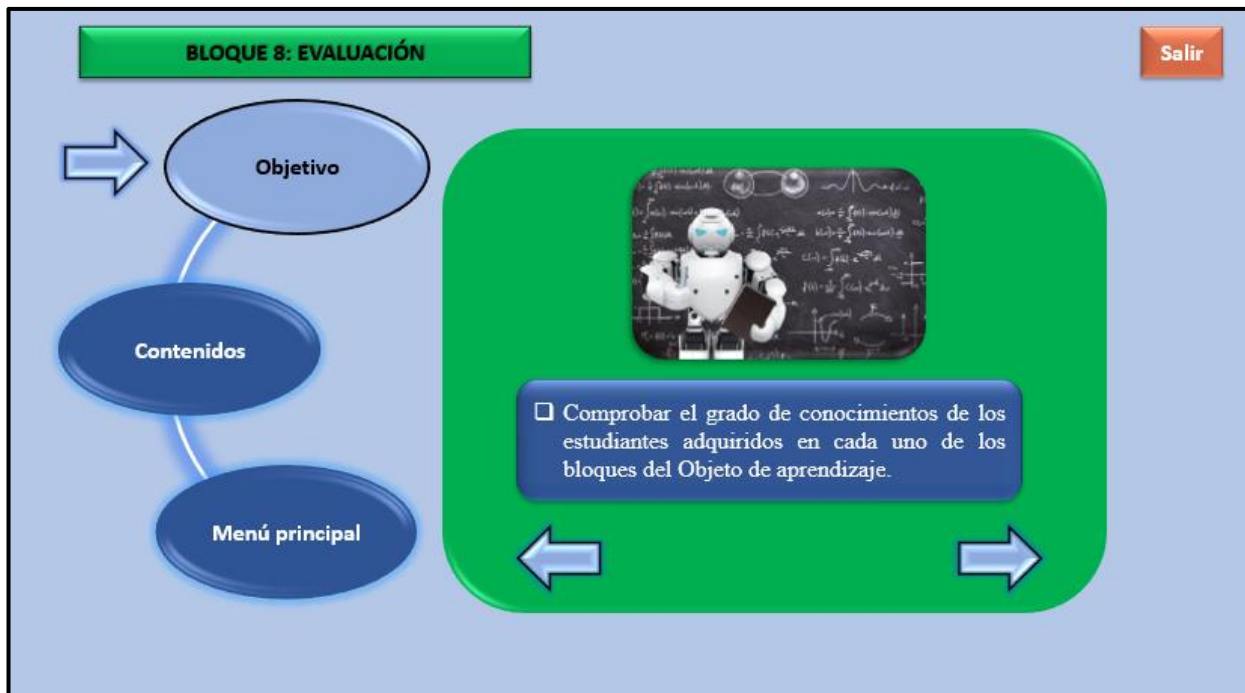 BLOQUE 8: EVALUACIÓN
Salir
Objetivo
Contenidos
Menú principal
❑ Comprobar el grado de conocimientos de los
estudiantes adquiridos en cada uno de los
bloques del Objeto de aprendizaje.